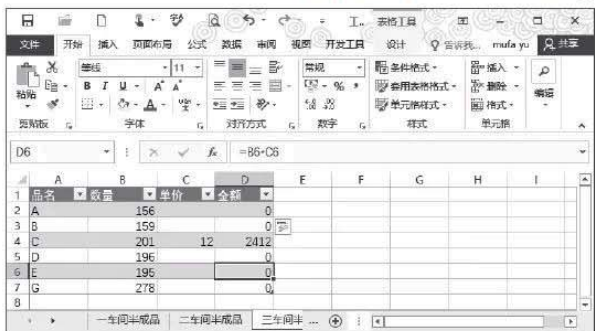 表格工具
文件 开始 插入 页面布局 公式 数据 审阅 视图 开发工具 设计 告诉我... mufa yu 共享
等线 11 常规 条件格式 插入
粘贴 B I U A A % , 套用表格格式 删除 编辑
A 单元格样式 格式
剪贴板 字体 对齐方式 数字 样式 单元格
D6 fx =B6*C6
A B C D E F G H I
1 品名 数量 单价 金额
2 A 156 0
3 B 159 0
4 C 201 12 2412
5 D 196 0
6 E 195 0
7 G 278 0
8
一车间半成品 二车间半成品 三车间半 ...